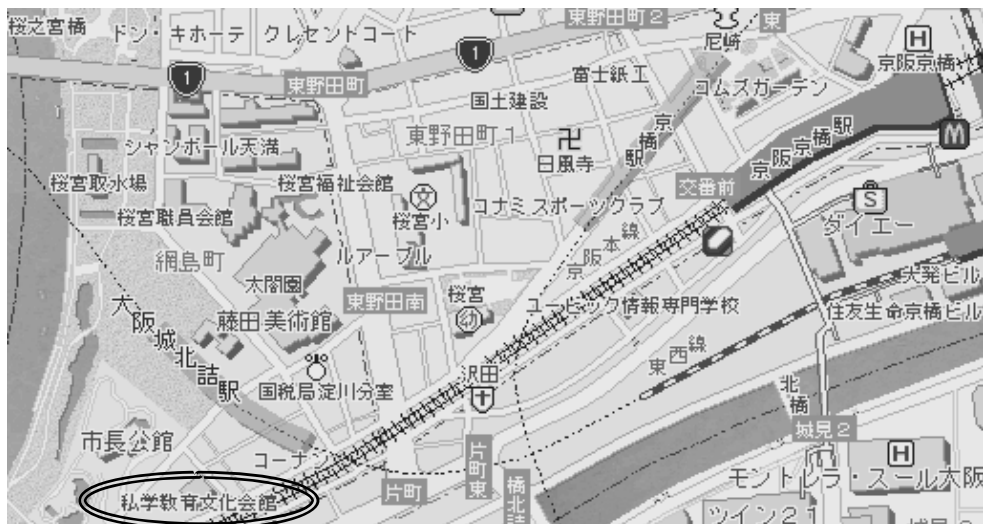 東野田町2
東
桜之宮橋
ドン・キホーテ
クレセントコート
尼崎
H
京阪京橋
1
1
東野田町
富士紙工
コムズガーデン
国土建設
東野田町1
シャンボール天満
日風寺
京橋駅
京阪京橋駅
M
桜宮取水場
桜宮福祉会館
文
交番前
S
桜宮職員会館
桜宮小
コナミスポーツクラブ
ダイエー
網島町
ルアーブル
京阪本線
太閤園
東野田南
桜宮
大発ビル
大阪城北詰駅
藤田美術館
幼
ユービック情報専門学校
住友生命京橋ビル
東西線
国税局淀川分室
沢田
北橋
市長公館
コーナ
城見2
片町東
H
モントレ・ラ・スール大阪
片町
橋北詰
私学教育文化会館
ツイン21